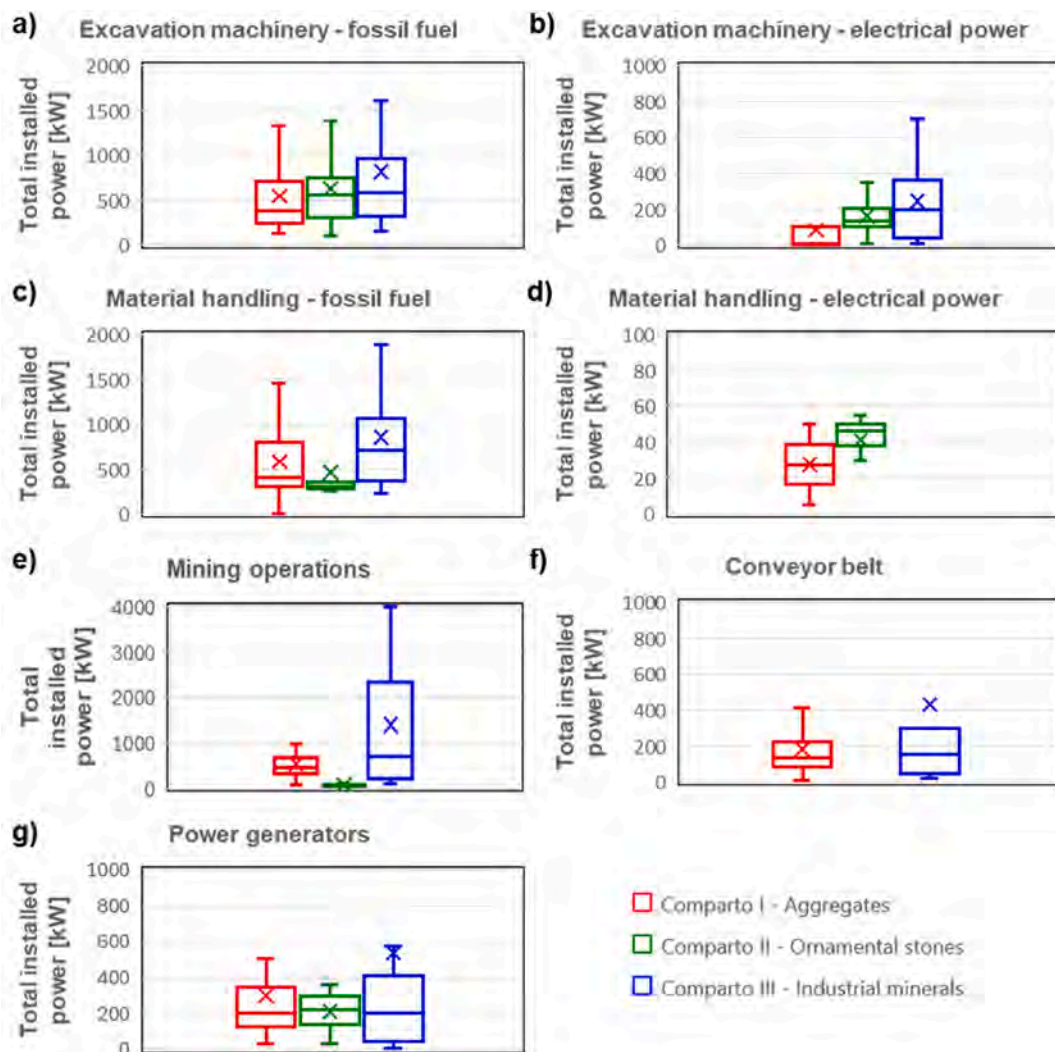 a) Excavation machinery - fossil fuel
Total installed
power [kW]
2000
1500
1000
500
0
b) Excavation machinery - electrical power
Total installed
power [kW]
1000
800
600
400
200
0
c) Material handling - fossil fuel
Total installed
power [kW]
2000
1500
1000
500
0
d) Material handling - electrical power
Total installed
power [kW]
100
80
60
40
20
0
e) Mining operations
Total
installed
power [kW]
4000
3000
2000
1000
0
f) Conveyor belt
Total installed
power [kW]
1000
800
600
400
200
0
g) Power generators
Total installed
power [kW]
1000
800
600
400
200
0
Comparto I - Aggregates
Comparto II - Ornamental stones
Comparto III - Industrial minerals